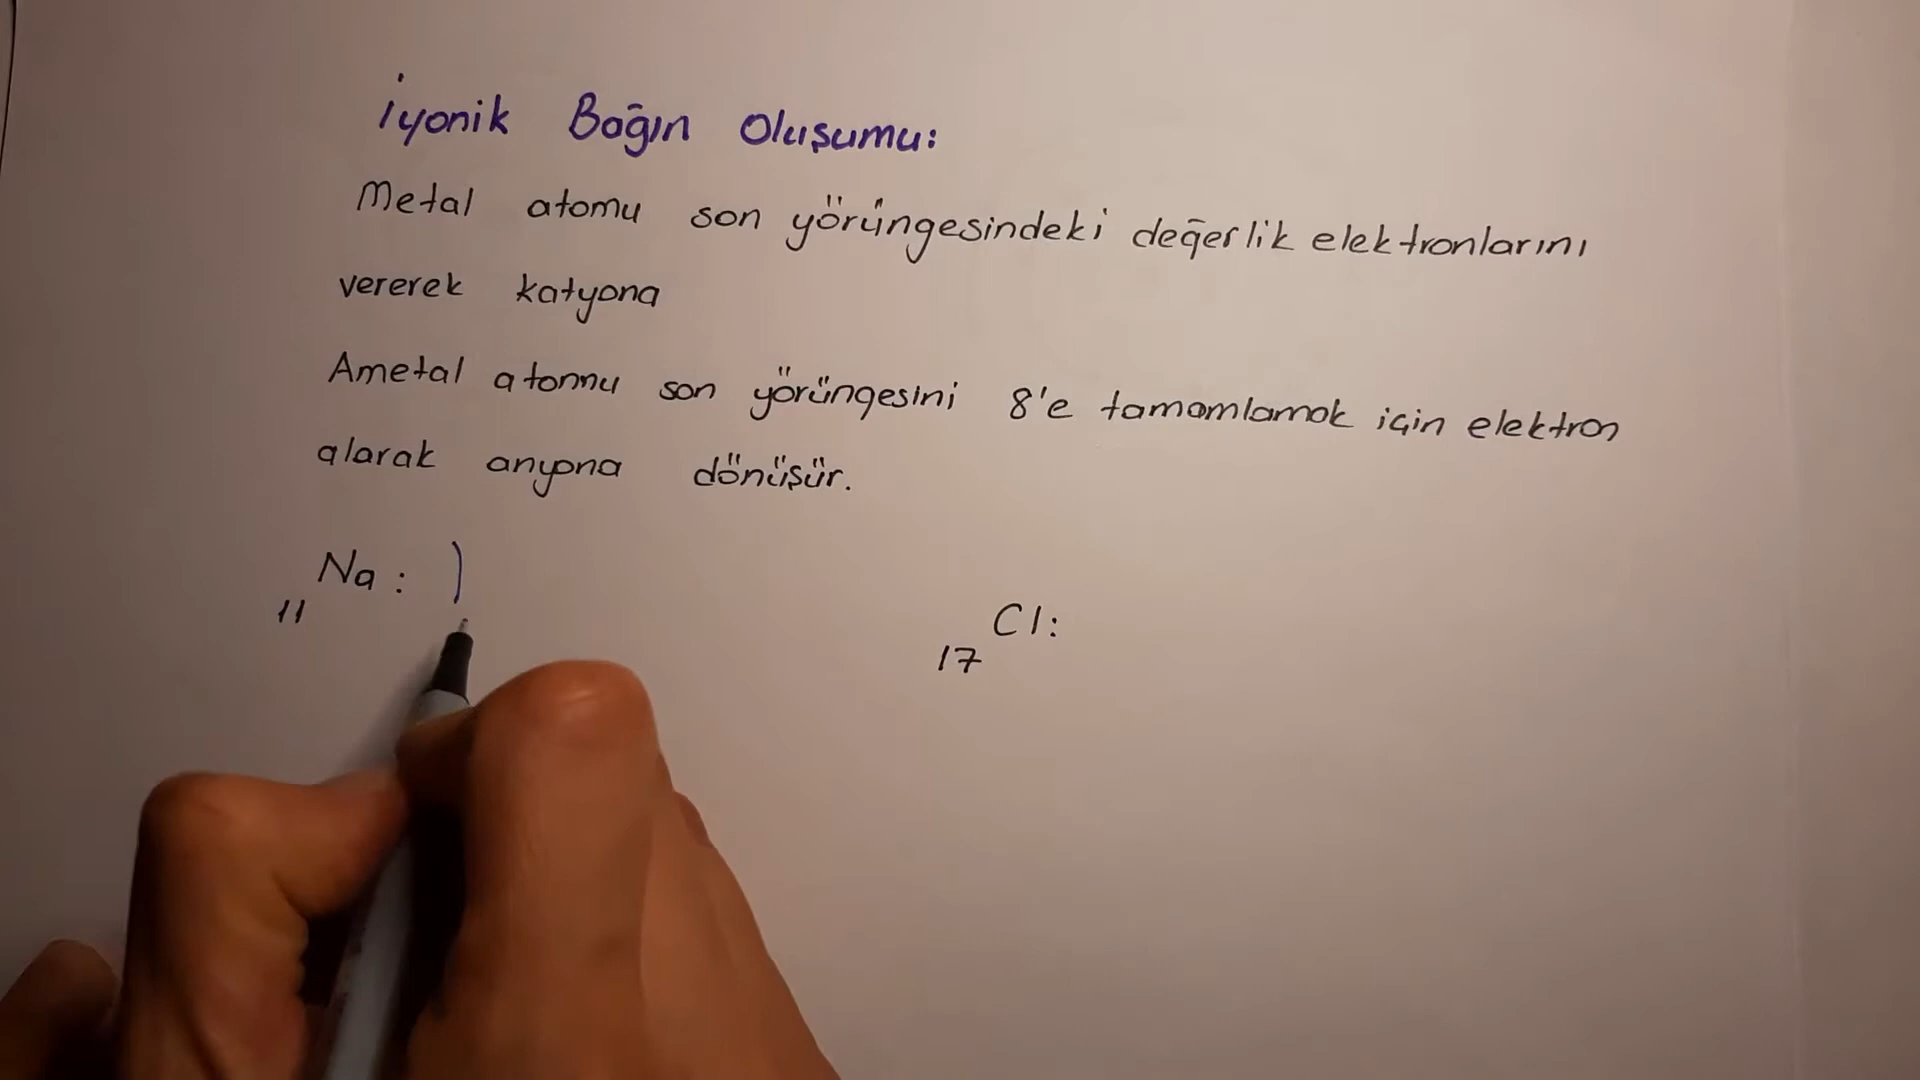 İyonik Bağın Oluşumu:
Metal atomu son yörüngesindeki değerlik elektronlarını
vererek katyona
Ametal atomu son yörüngesini 8'e tamamlamak için elektron
alarak anyona dönüşür.
11Na: )
17Cl: